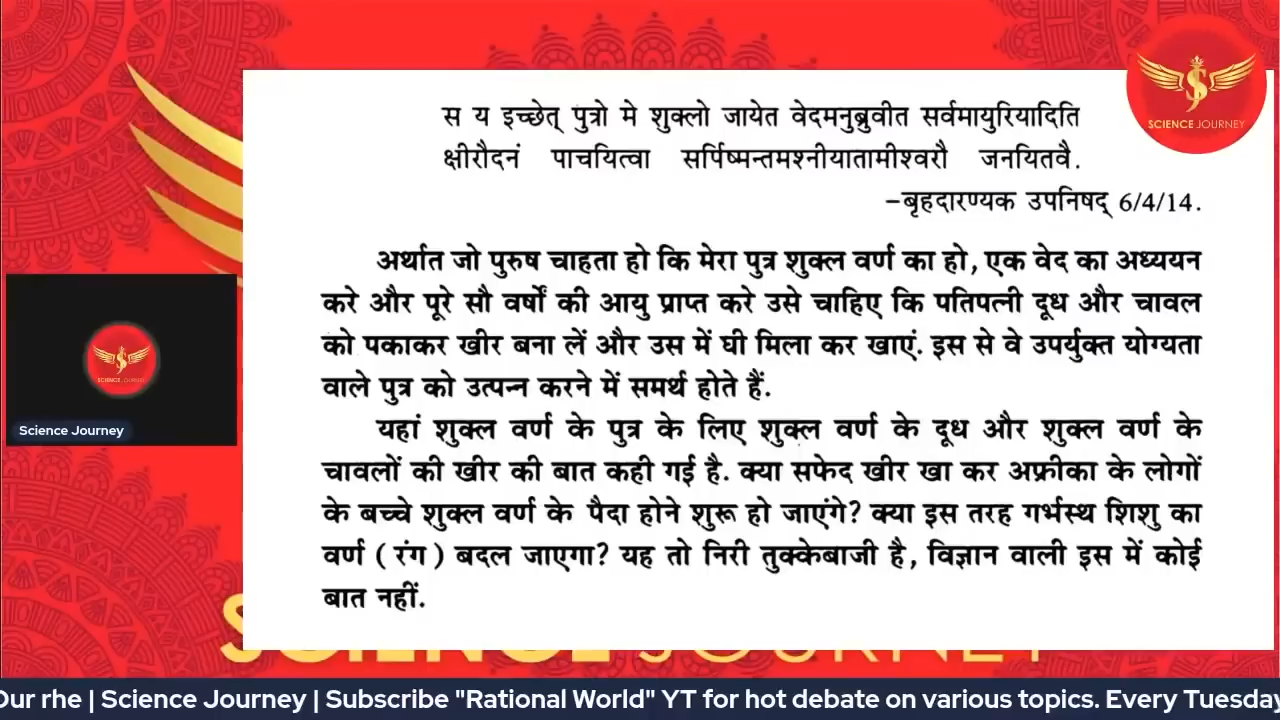 स य इच्छेत् पुत्रो मे शुक्लो जायेत वेदमनुब्रुवीत सर्वमायुरियादिति
क्षीरौदनं पाचयित्वा सर्पिष्मन्तमश्नीयातामीश्वरौ जनयितवै.
–बृहदारण्यक उपनिषद् 6/4/14.
अर्थात जो पुरुष चाहता हो कि मेरा पुत्र शुक्ल वर्ण का हो, एक वेद का अध्ययन
करे और पूरे सौ वर्षों की आयु प्राप्त करे उसे चाहिए कि पतिपत्नी दूध और चावल
को पकाकर खीर बना लें और उस में घी मिला कर खाएं. इस से वे उपर्युक्त योग्यता
वाले पुत्र को उत्पन्न करने में समर्थ होते हैं.
यहां शुक्ल वर्ण के पुत्र के लिए शुक्ल वर्ण के दूध और शुक्ल वर्ण के
चावलों की खीर की बात कही गई है. क्या सफेद खीर खा कर अफ्रीका के लोगों
के बच्चे शुक्ल वर्ण के पैदा होने शुरू हो जाएंगे? क्या इस तरह गर्भस्थ शिशु का
वर्ण ( रंग ) बदल जाएगा? यह तो निरी तुक्केबाजी है, विज्ञान वाली इस में कोई
बात नहीं.
SCIENCE JOURNEY
SCIENCE JOURNEY
Science Journey
Our rhe | Science Journey | Subscribe "Rational World" YT for hot debate on various topics. Every Tuesday